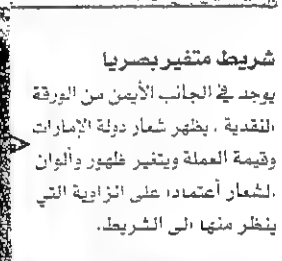 شريط متغير بصريا
يوجد في الجانب الأيمن من الورقة
النقدية . يظهر شعار دولة الإمارات
وقيمة العملة ويتغير ظهور وألوان
الشعار أعتمادا على الزاوية التي
ينظر منها الى الشريط.